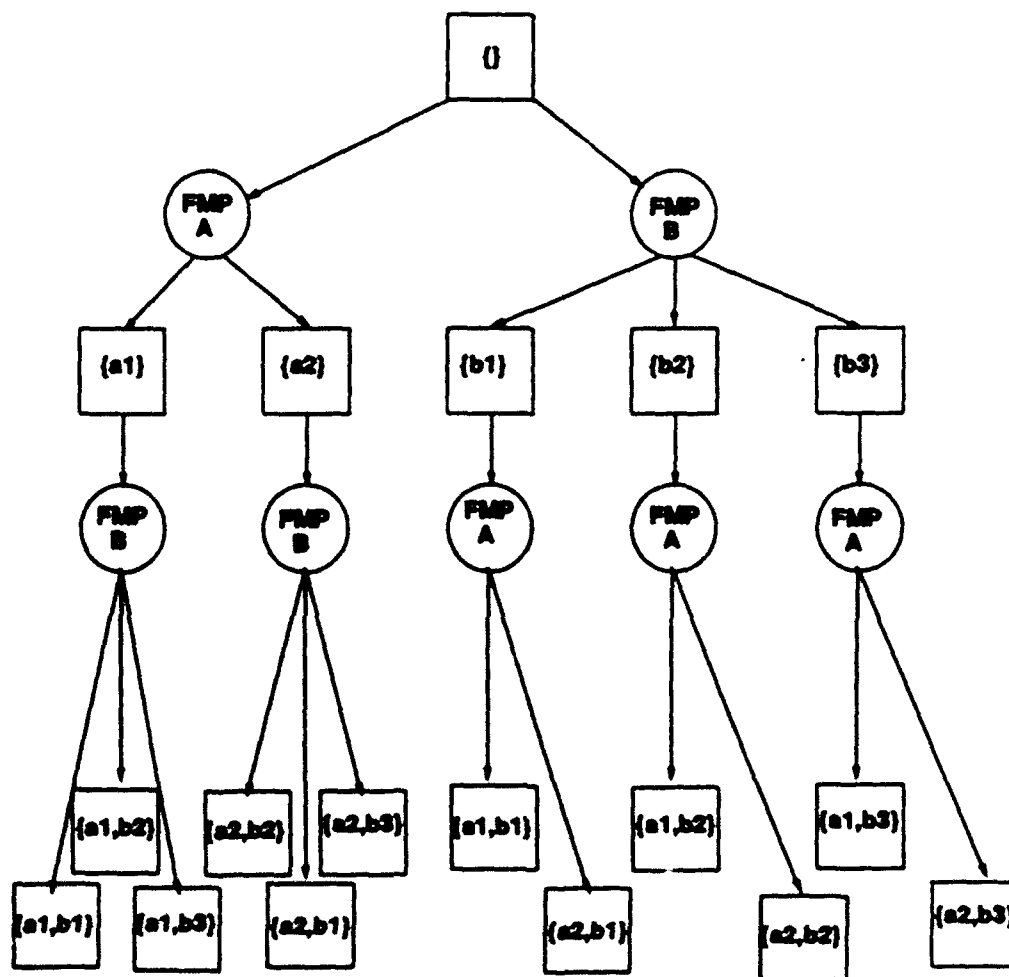 {}
FMP
A
FMP
B
{a1}
{a2}
{b1}
{b2}
{b3}
FMP
B
FMP
B
FMP
A
FMP
A
FMP
A
{a1,b2}
{a2,b2}
{a2,b3}
{a1,b1}
{a1,b2}
{a1,b3}
{a1,b1}
{a1,b3}
{a2,b1}
{a2,b1}
{a2,b2}
{a2,b3}